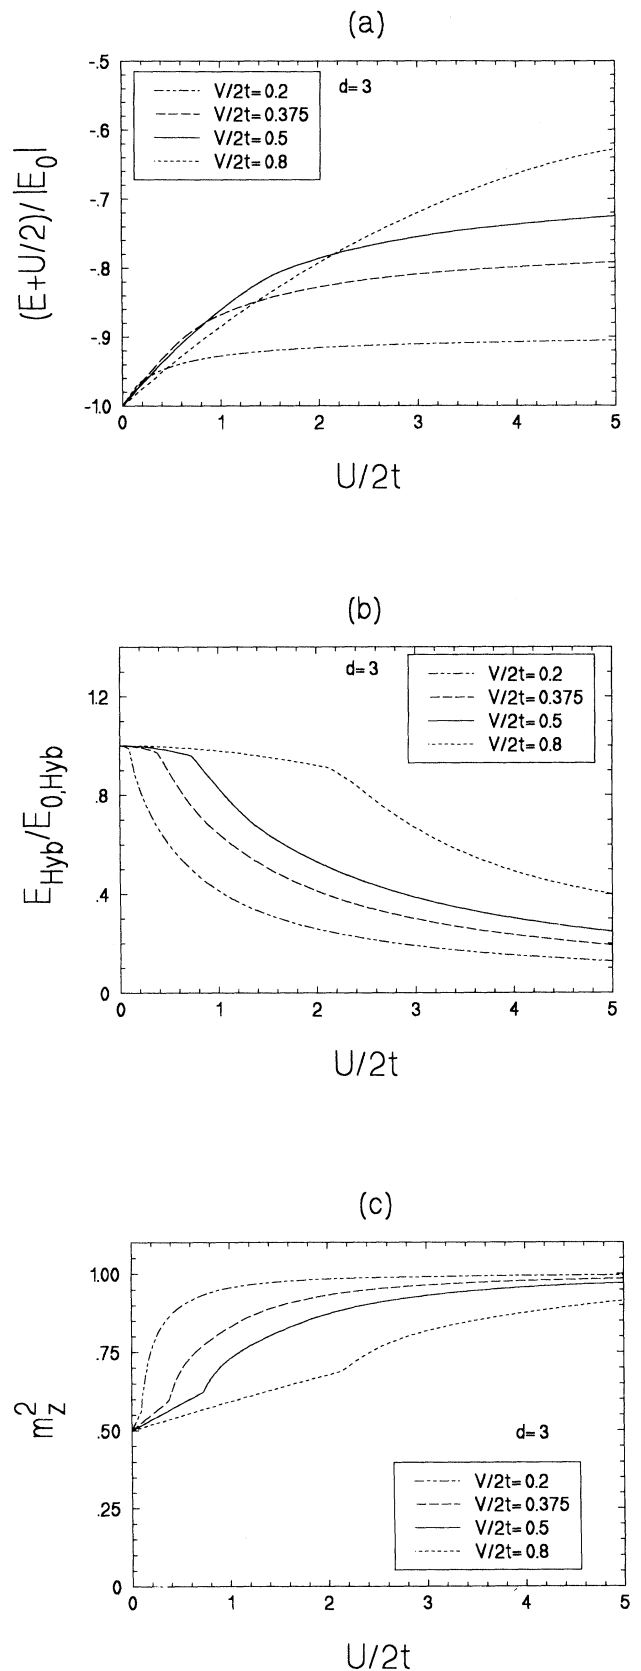 (a)
-.5
-.6
-.7
-.8
-.9
-1.0
V/2t= 0.2
V/2t= 0.375
V/2t= 0.5
V/2t= 0.8
d= 3
(E+U/2)/|E₀|
0 1 2 3 4 5
U/2t
(b)
1.2
.8
.4
0
d= 3
V/2t= 0.2
V/2t= 0.375
V/2t= 0.5
V/2t= 0.8
E_Hyb/E_0,Hyb
0 1 2 3 4 5
U/2t
(c)
1.00
.75
.50
.25
0
d= 3
V/2t= 0.2
V/2t= 0.375
V/2t= 0.5
V/2t= 0.8
m_z^2
0 1 2 3 4 5
U/2t